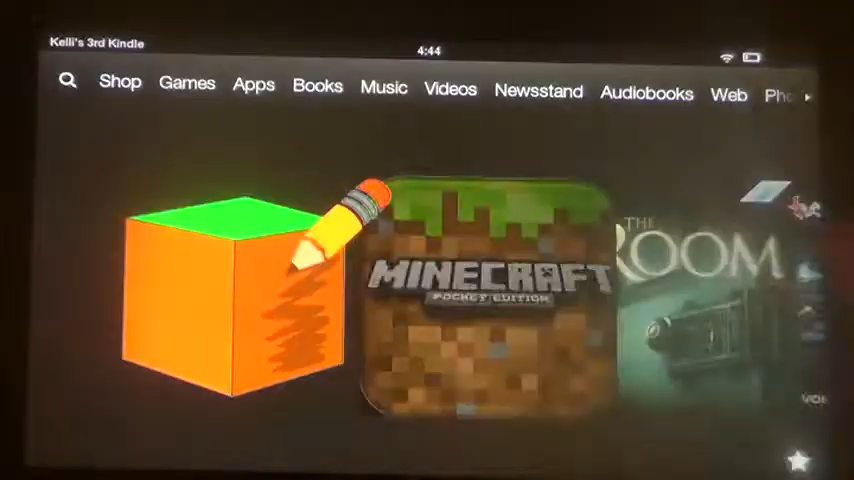 Kelli's 3rd Kindle
4:44
Shop Games Apps Books Music Videos Newsstand Audiobooks Web Pho
MINECRAFT
POCKET EDITION
THE
ROOM